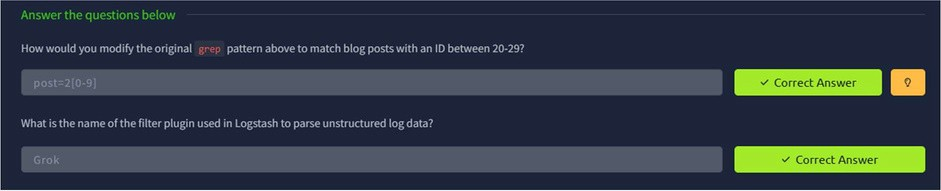 Answer the questions below
How would you modify the original grep pattern above to match blog posts with an ID between 20-29?
post=2[0-9]
✓ Correct Answer
What is the name of the filter plugin used in Logstash to parse unstructured log data?
Grok
✓ Correct Answer